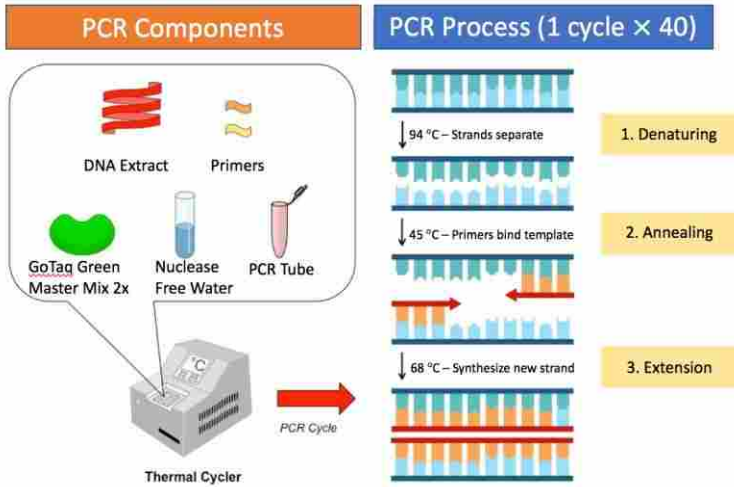 PCR Components
DNA Extract
Primers
GoTaq Green
Master Mix 2x
Nuclease
Free Water
PCR Tube
°C
Thermal Cycler
PCR Cycle
PCR Process (1 cycle × 40)
94 °C – Strands separate
1. Denaturing
45 °C – Primers bind template
2. Annealing
68 °C – Synthesize new strand
3. Extension